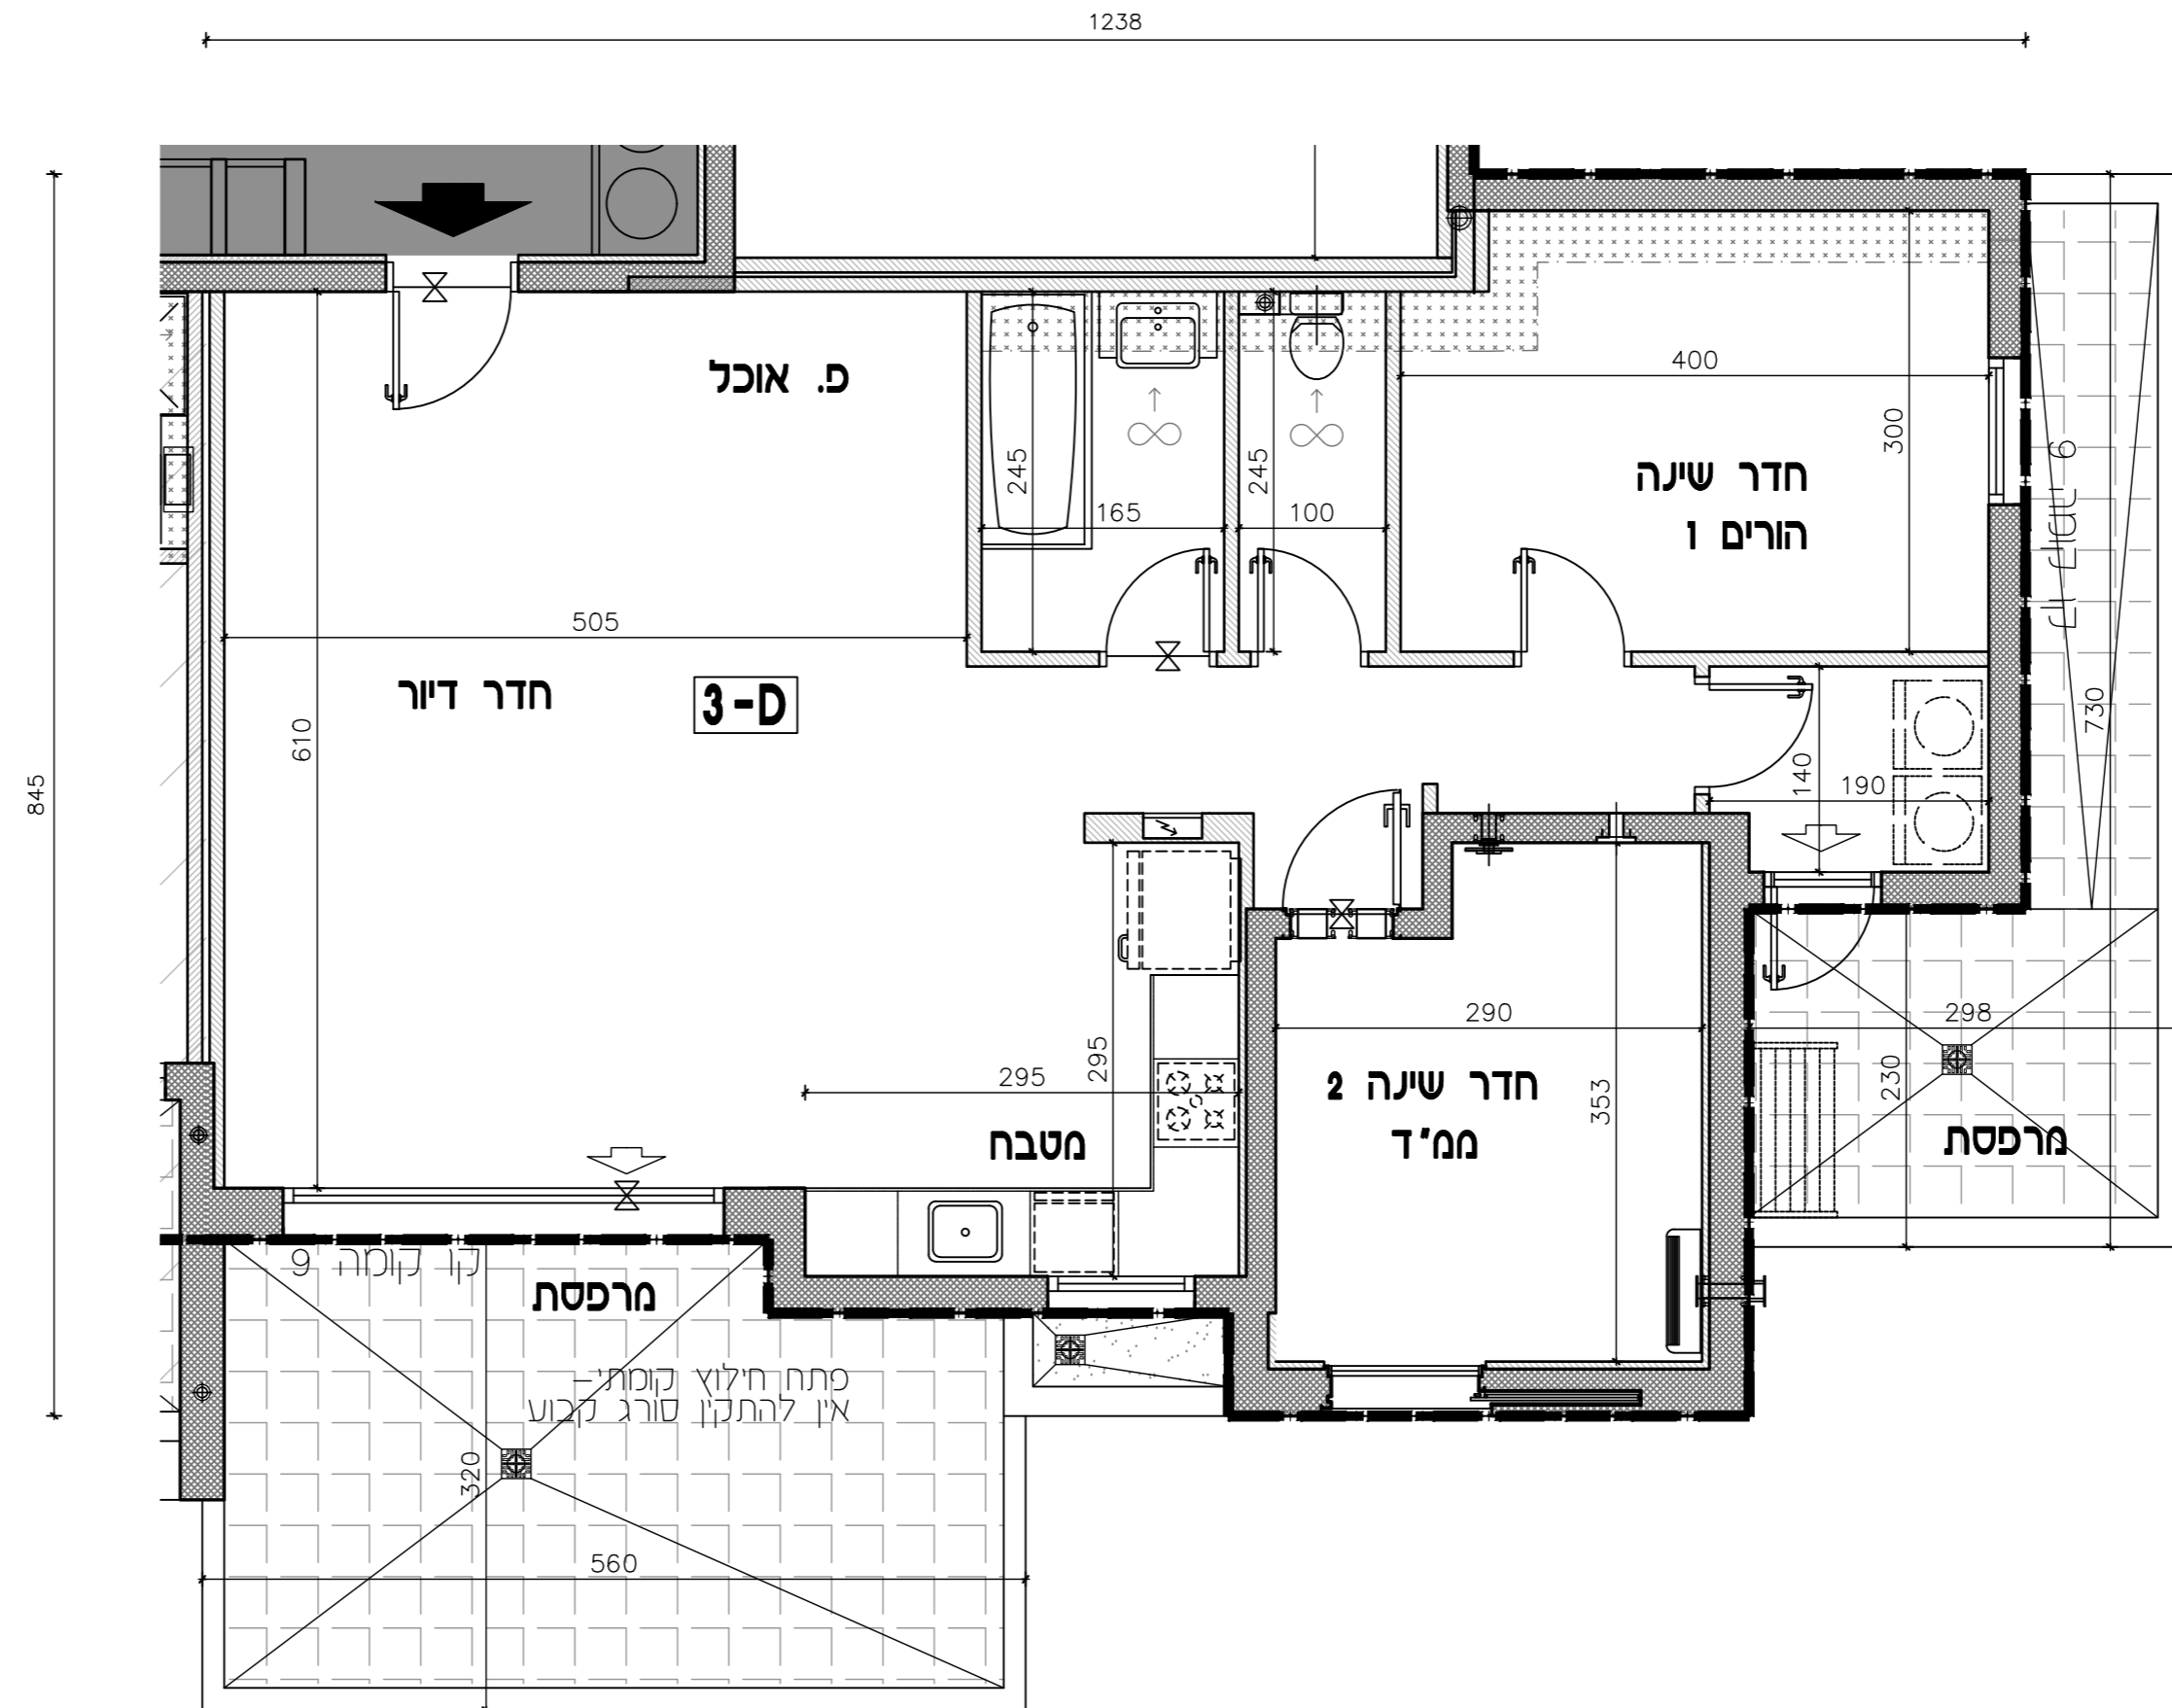 1238
845
פ. אוכל
245
165
245
100
400
300
חדר שינה
הורים 1
קו קומה 9
730
505
חדר דיור
3-D
610
140
190
295
295
מטבח
290
353
חדר שינה 2
ממ"ד
298
230
מרפסת
קו קומה 9
מרפסת
פתח חילוץ קומתי-
אין להתקין סורג קבוע
320
560